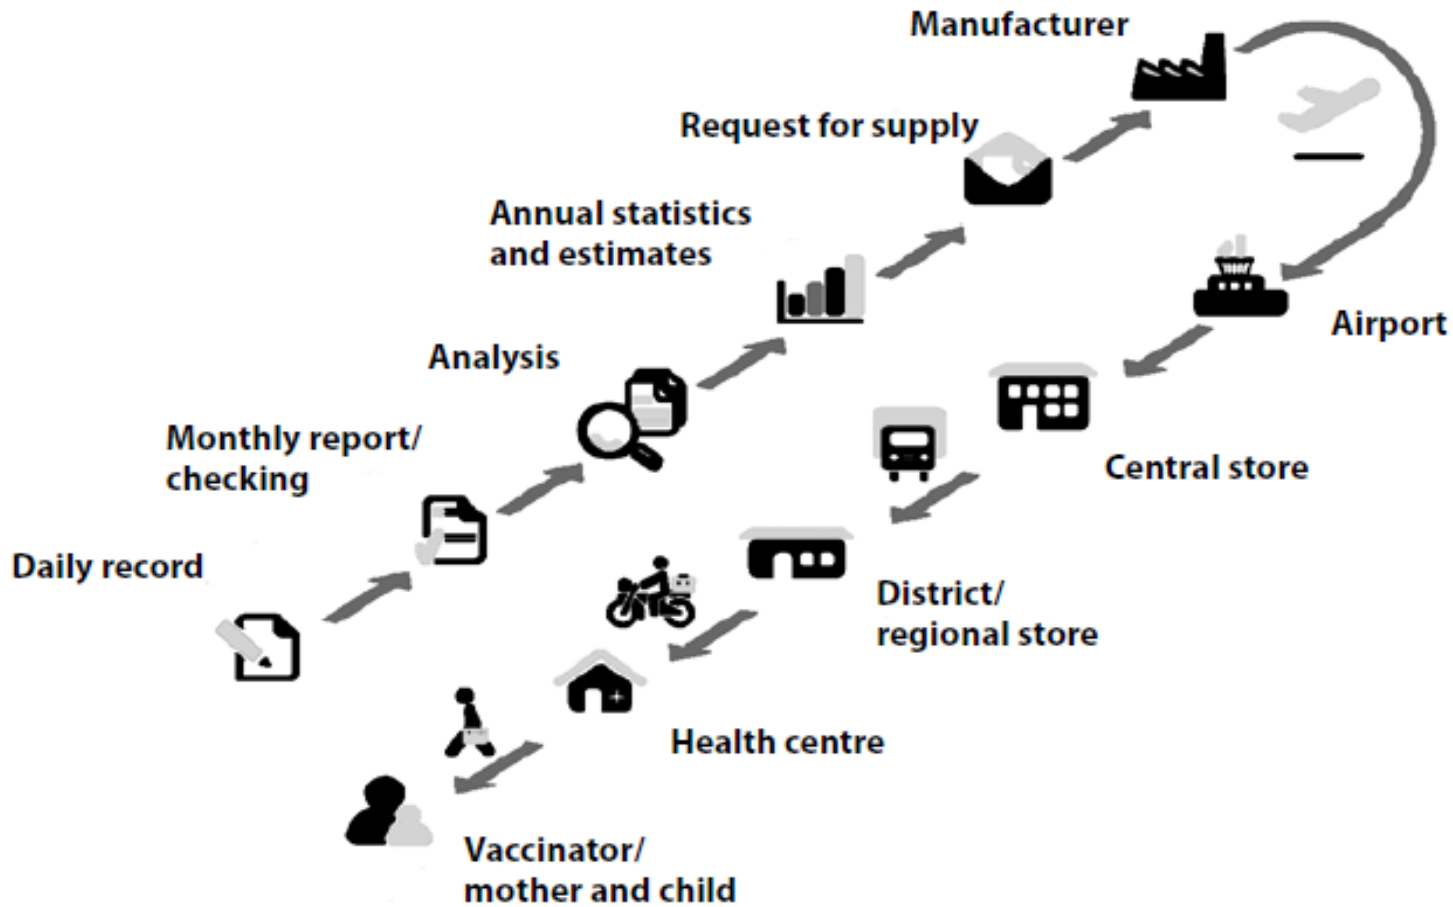 Manufacturer
Request for supply
Annual statistics
and estimates
Analysis
Monthly report/
checking
Daily record
Airport
Central store
District/
regional store
Health centre
Vaccinator/
mother and child